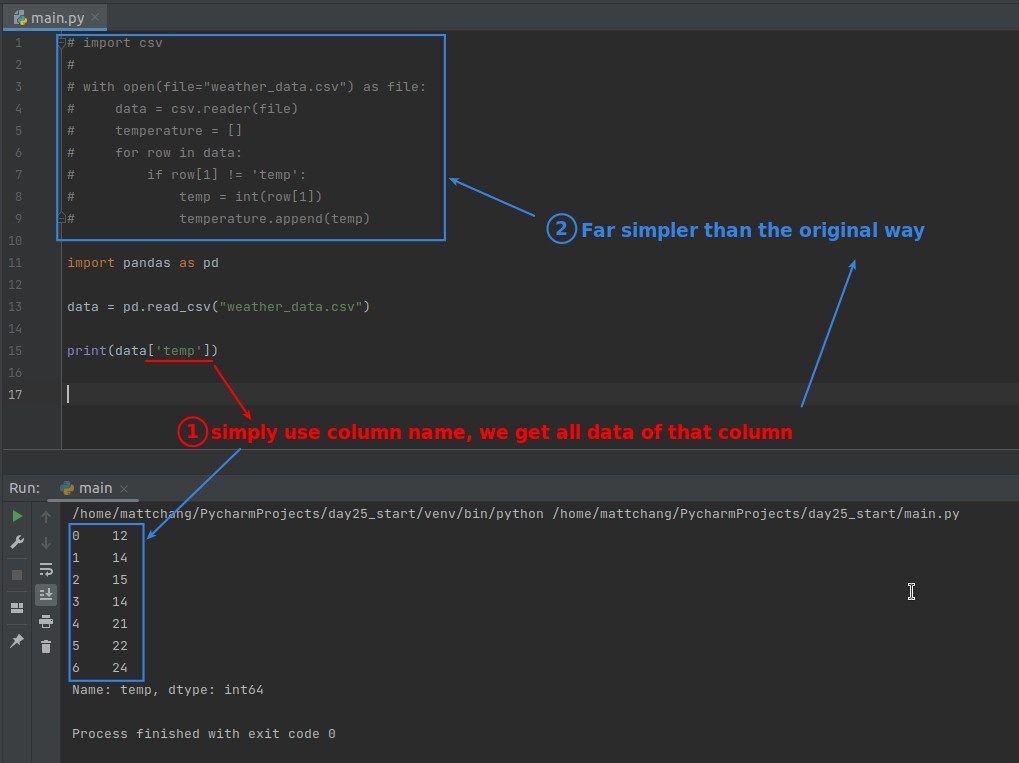 main.py
1 # import csv
2 #
3 # with open(file="weather_data.csv") as file:
4 #     data = csv.reader(file)
5 #     temperature = []
6 #     for row in data:
7 #         if row[1] != 'temp':
8 #             temp = int(row[1])
9 #             temperature.append(temp)
10
② Far simpler than the original way
11 import pandas as pd
12
13 data = pd.read_csv("weather_data.csv")
14
15 print(data['temp'])
16
17
① simply use column name, we get all data of that column
Run: main
/home/mattchang/PycharmProjects/day25_start/venv/bin/python /home/mattchang/PycharmProjects/day25_start/main.py
0    12
1    14
2    15
3    14
4    21
5    22
6    24
Name: temp, dtype: int64
Process finished with exit code 0